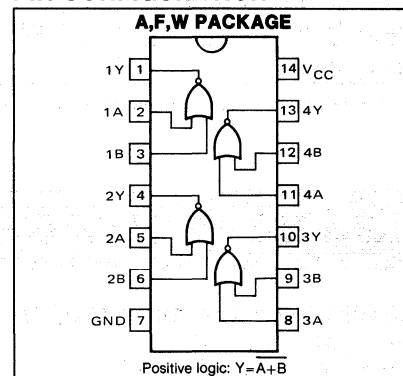 A,F,W PACKAGE
1Y 1 14 VCC
13 4Y
1A 2
12 4B
1B 3
2Y 4 11 4A
2A 5 10 3Y
2B 6 9 3B
GND 7 8 3A
Positive logic: Y=A+B